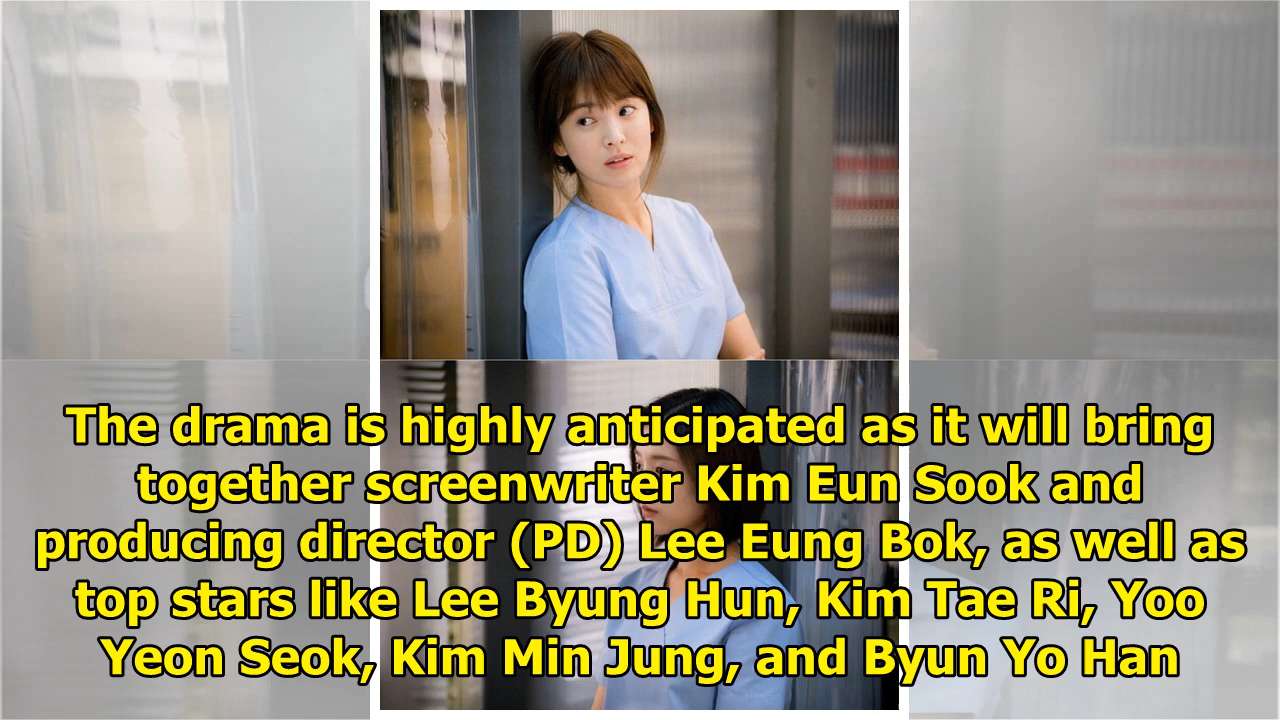 The drama is highly anticipated as it will bring
together screenwriter Kim Eun Sook and
producing director (PD) Lee Eung Bok, as well as
top stars like Lee Byung Hun, Kim Tae Ri, Yoo
Yeon Seok, Kim Min Jung, and Byun Yo Han